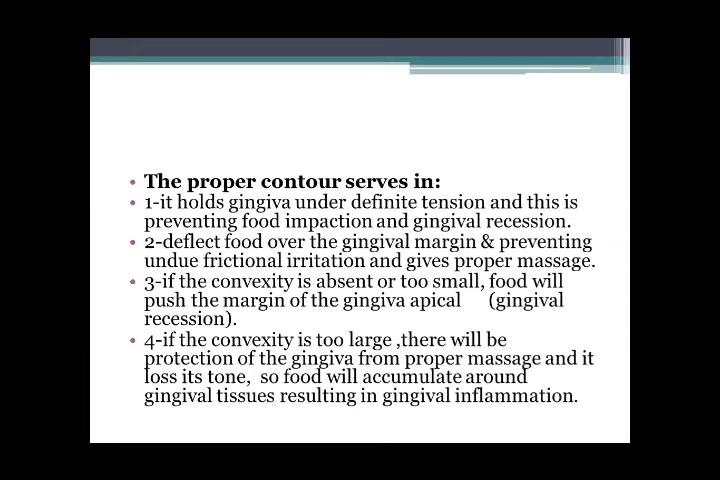 • The proper contour serves in:
• 1-it holds gingiva under definite tension and this is
preventing food impaction and gingival recession.
• 2-deflect food over the gingival margin & preventing
undue frictional irritation and gives proper massage.
• 3-if the convexity is absent or too small, food will
push the margin of the gingiva apical (gingival
recession).
• 4-if the convexity is too large ,there will be
protection of the gingiva from proper massage and it
loss its tone, so food will accumulate around
gingival tissues resulting in gingival inflammation.